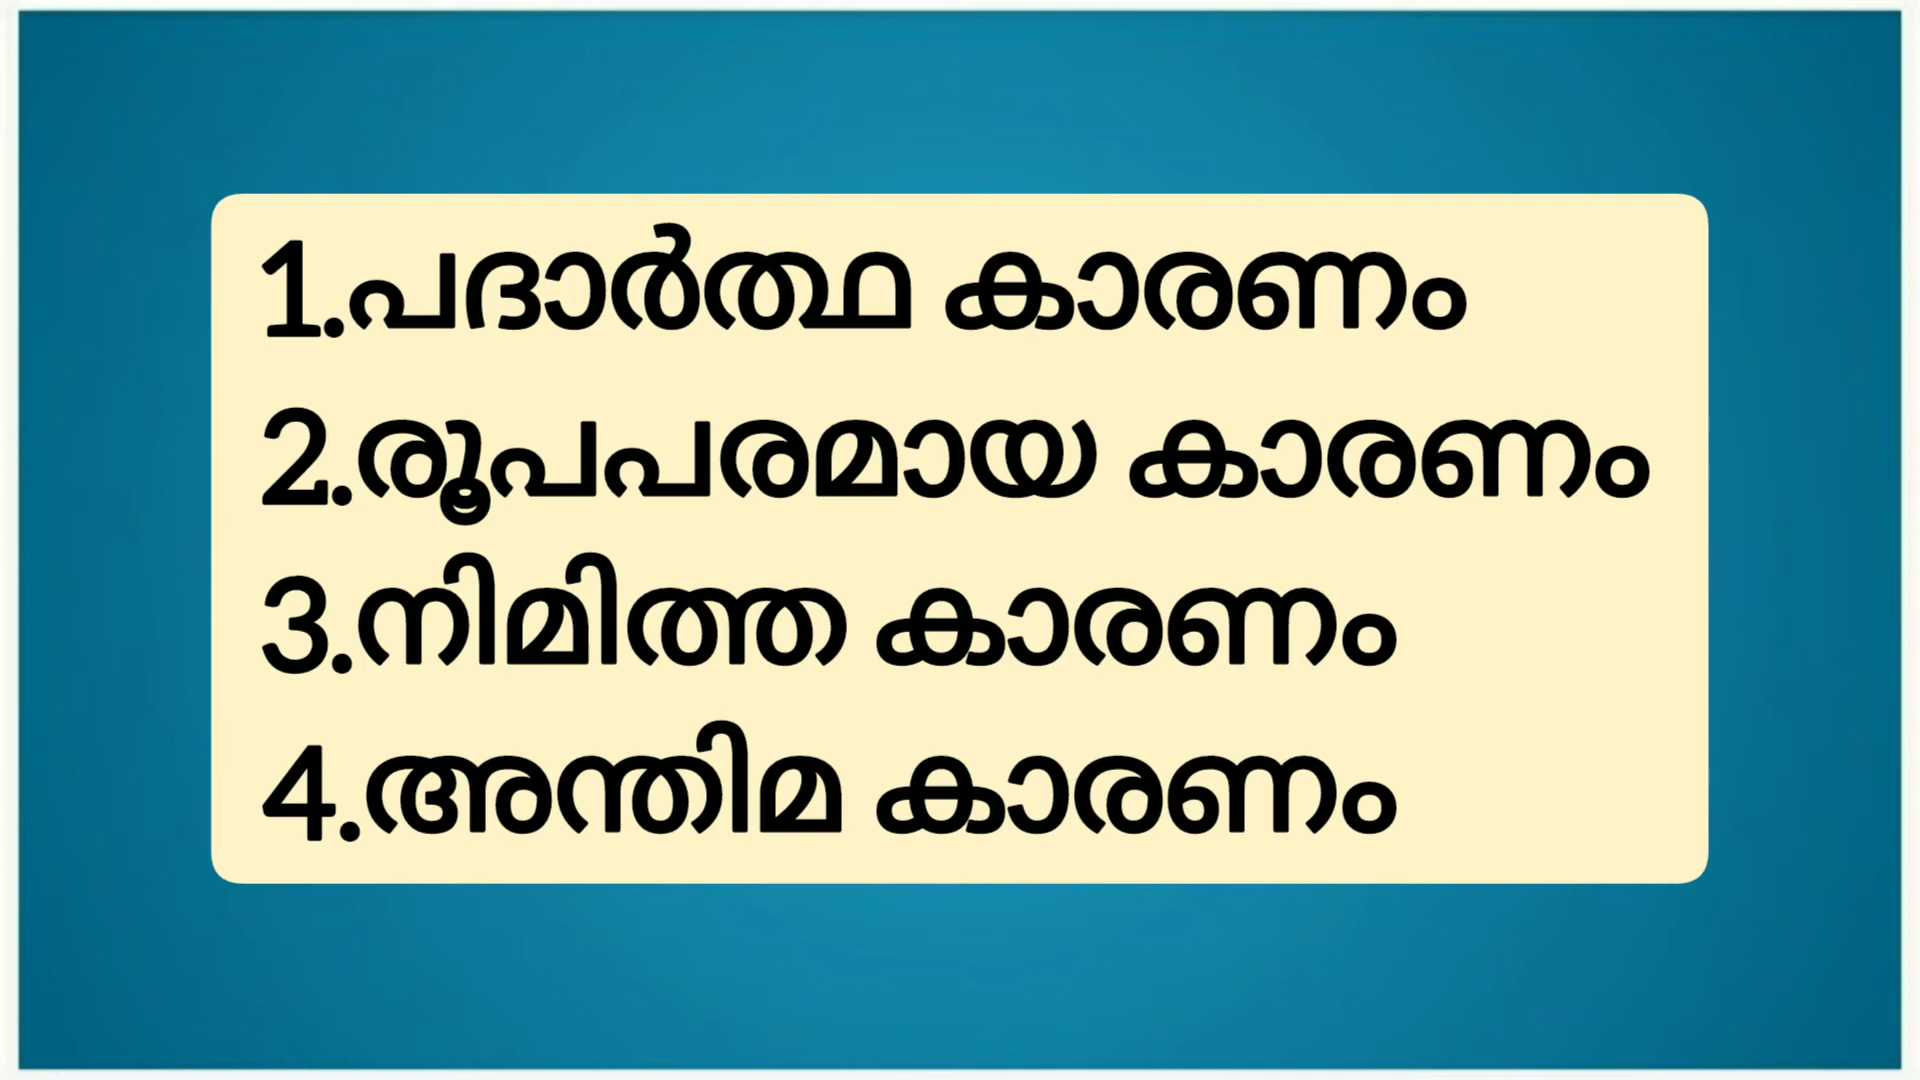 1.പദാർത്ഥ കാരണം
2.രൂപപരമായ കാരണം
3.നിമിത്ത കാരണം
4.അന്തിമ കാരണം